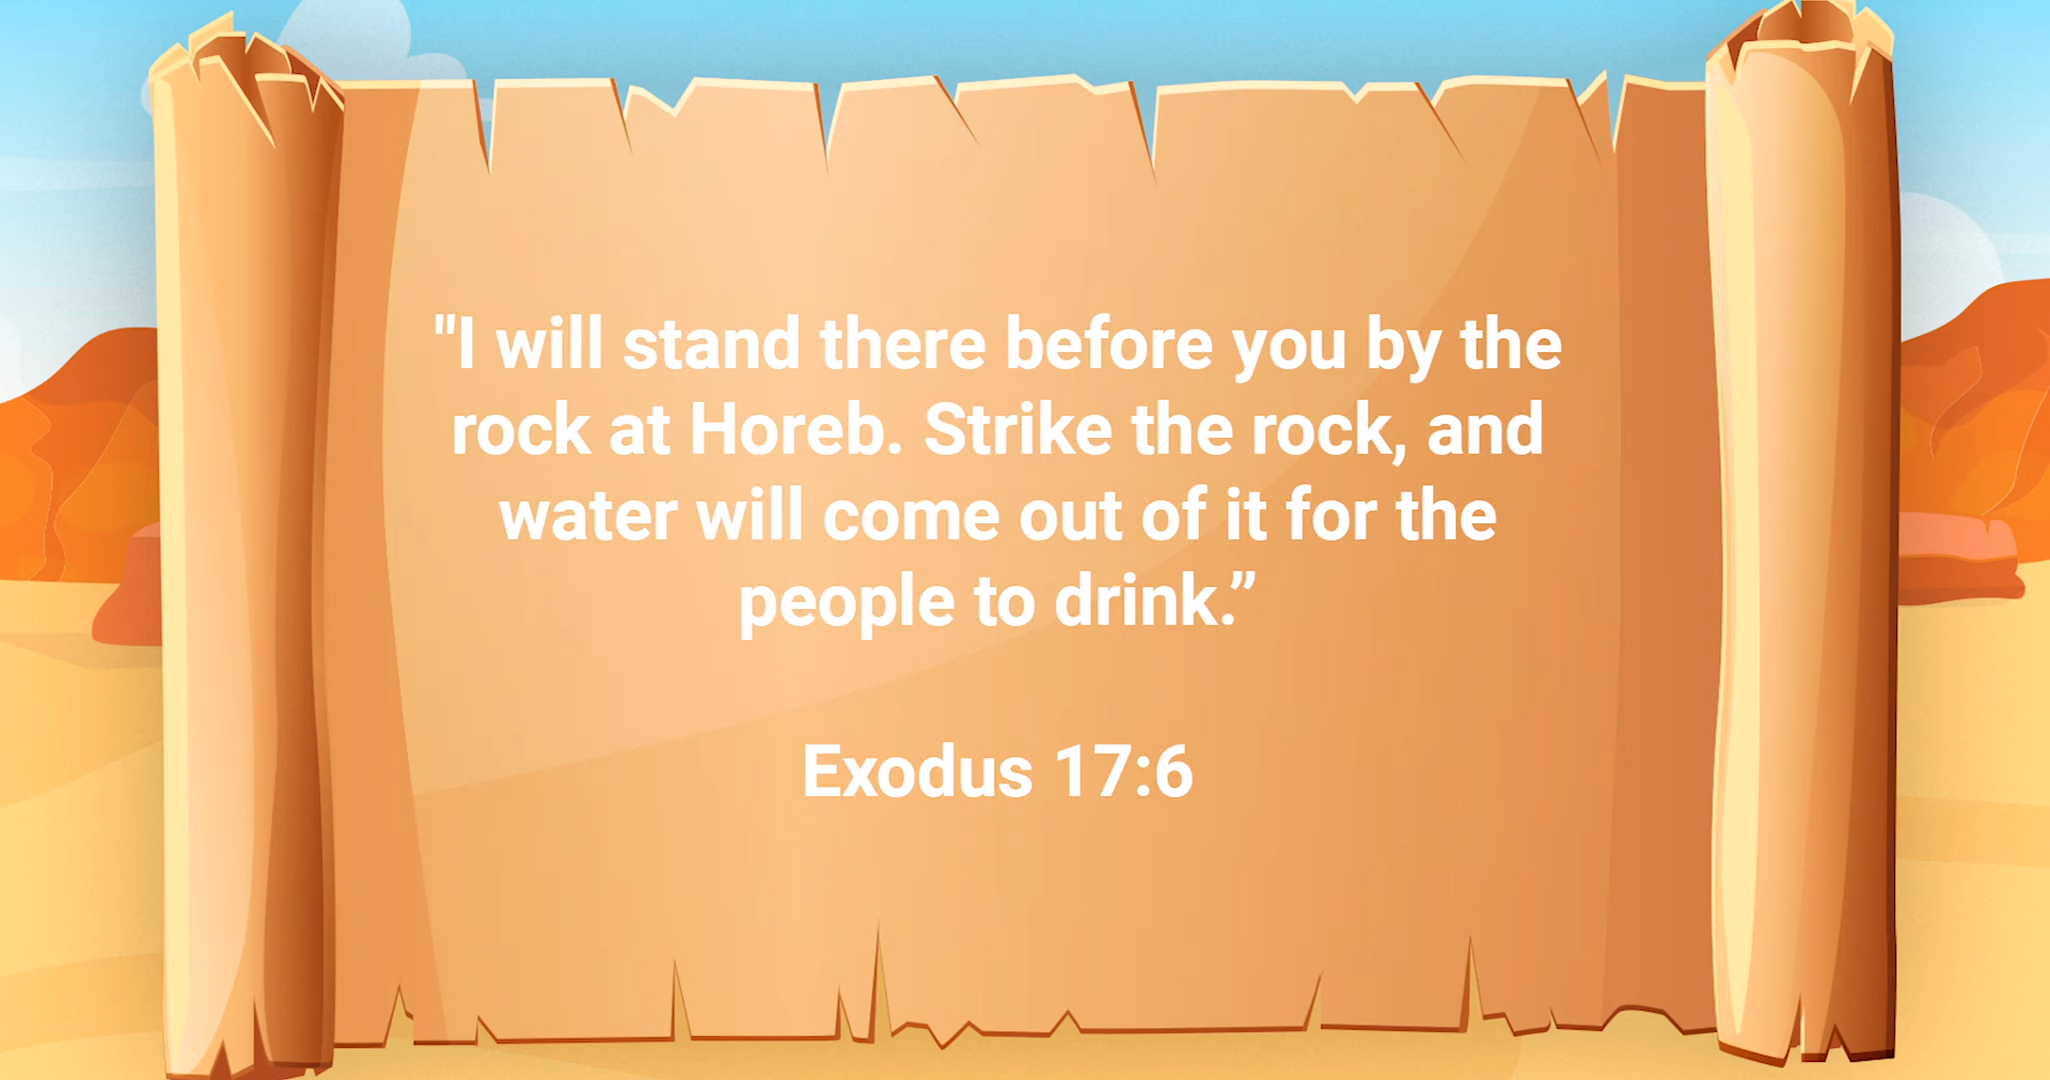 "I will stand there before you by the
rock at Horeb. Strike the rock, and
water will come out of it for the
people to drink.”
Exodus 17:6